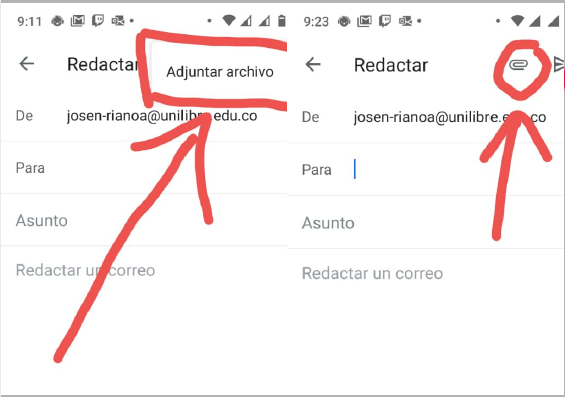 9:11
Redactar
Adjuntar archivo
De josen-rianoa@unilibre.edu.co
Para
Asunto
Redactar un correo
9:23
Redactar
De josen-rianoa@unilibre.edu.co
Para
Asunto
Redactar un correo